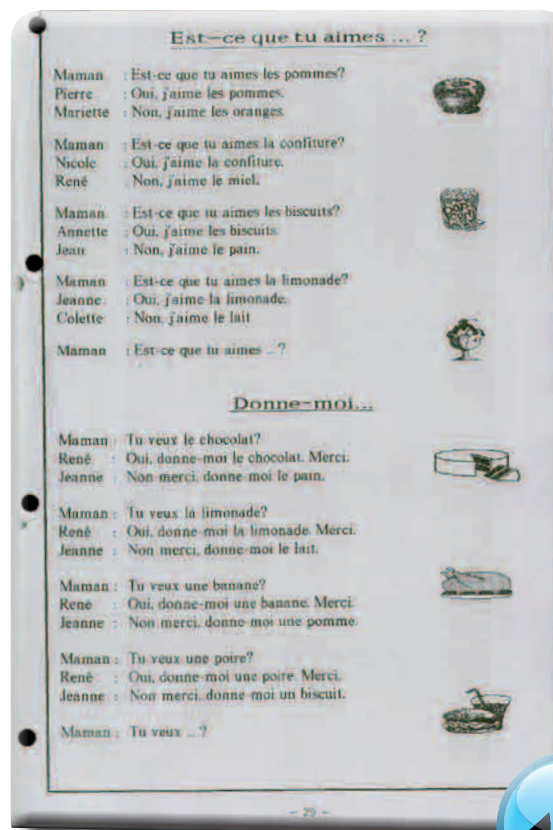 Est-ce que tu aimes ... ?
Maman : Est-ce que tu aimes les pommes?
Pierre : Oui, j'aime les pommes.
Mariette : Non, j'aime les oranges.
Maman : Est-ce que tu aimes la confiture?
Nicole : Oui, j'aime la confiture.
René : Non, j'aime le miel.
Maman : Est-ce que tu aimes les biscuits?
Annette : Oui, j'aime les biscuits.
Jean : Non, j'aime le pain.
Maman : Est-ce que tu aimes la limonade?
Jeanne : Oui, j'aime la limonade.
Colette : Non, j'aime le lait
Maman : Est-ce que tu aimes ... ?
Donne-moi...
Maman : Tu veux le chocolat?
René : Oui, donne-moi le chocolat. Merci.
Jeanne : Non merci, donne moi le pain.
Maman : Tu veux la limonade?
René : Oui, donne-moi la limonade. Merci.
Jeanne : Non merci, donne-moi le lait.
Maman : Tu veux une banane?
René : Oui, donne-moi une banane. Merci.
Jeanne : Non merci, donne moi une pomme.
Maman : Tu veux une poire?
René : Oui, donne-moi une poire. Merci.
Jeanne : Non merci, donne-moi un biscuit.
Maman : Tu veux ...?
- 29 -